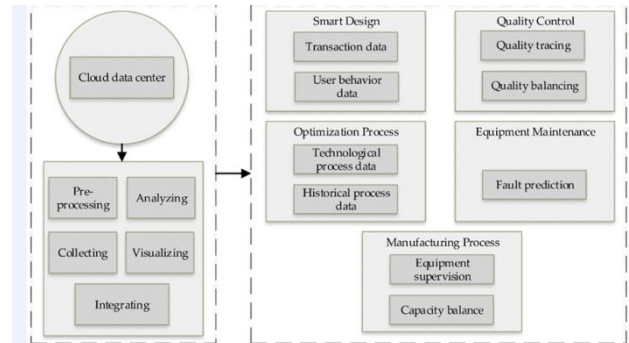 Cloud data center
Pre-
processing
Analyzing
Collecting
Visualizing
Integrating
Smart Design
Transaction data
User behavior
data
Quality Control
Quality tracing
Quality balancing
Optimization Process
Technological
process data
Historical process
data
Equipment Maintenance
Fault prediction
Manufacturing Process
Equipment
supervision
Capacity balance